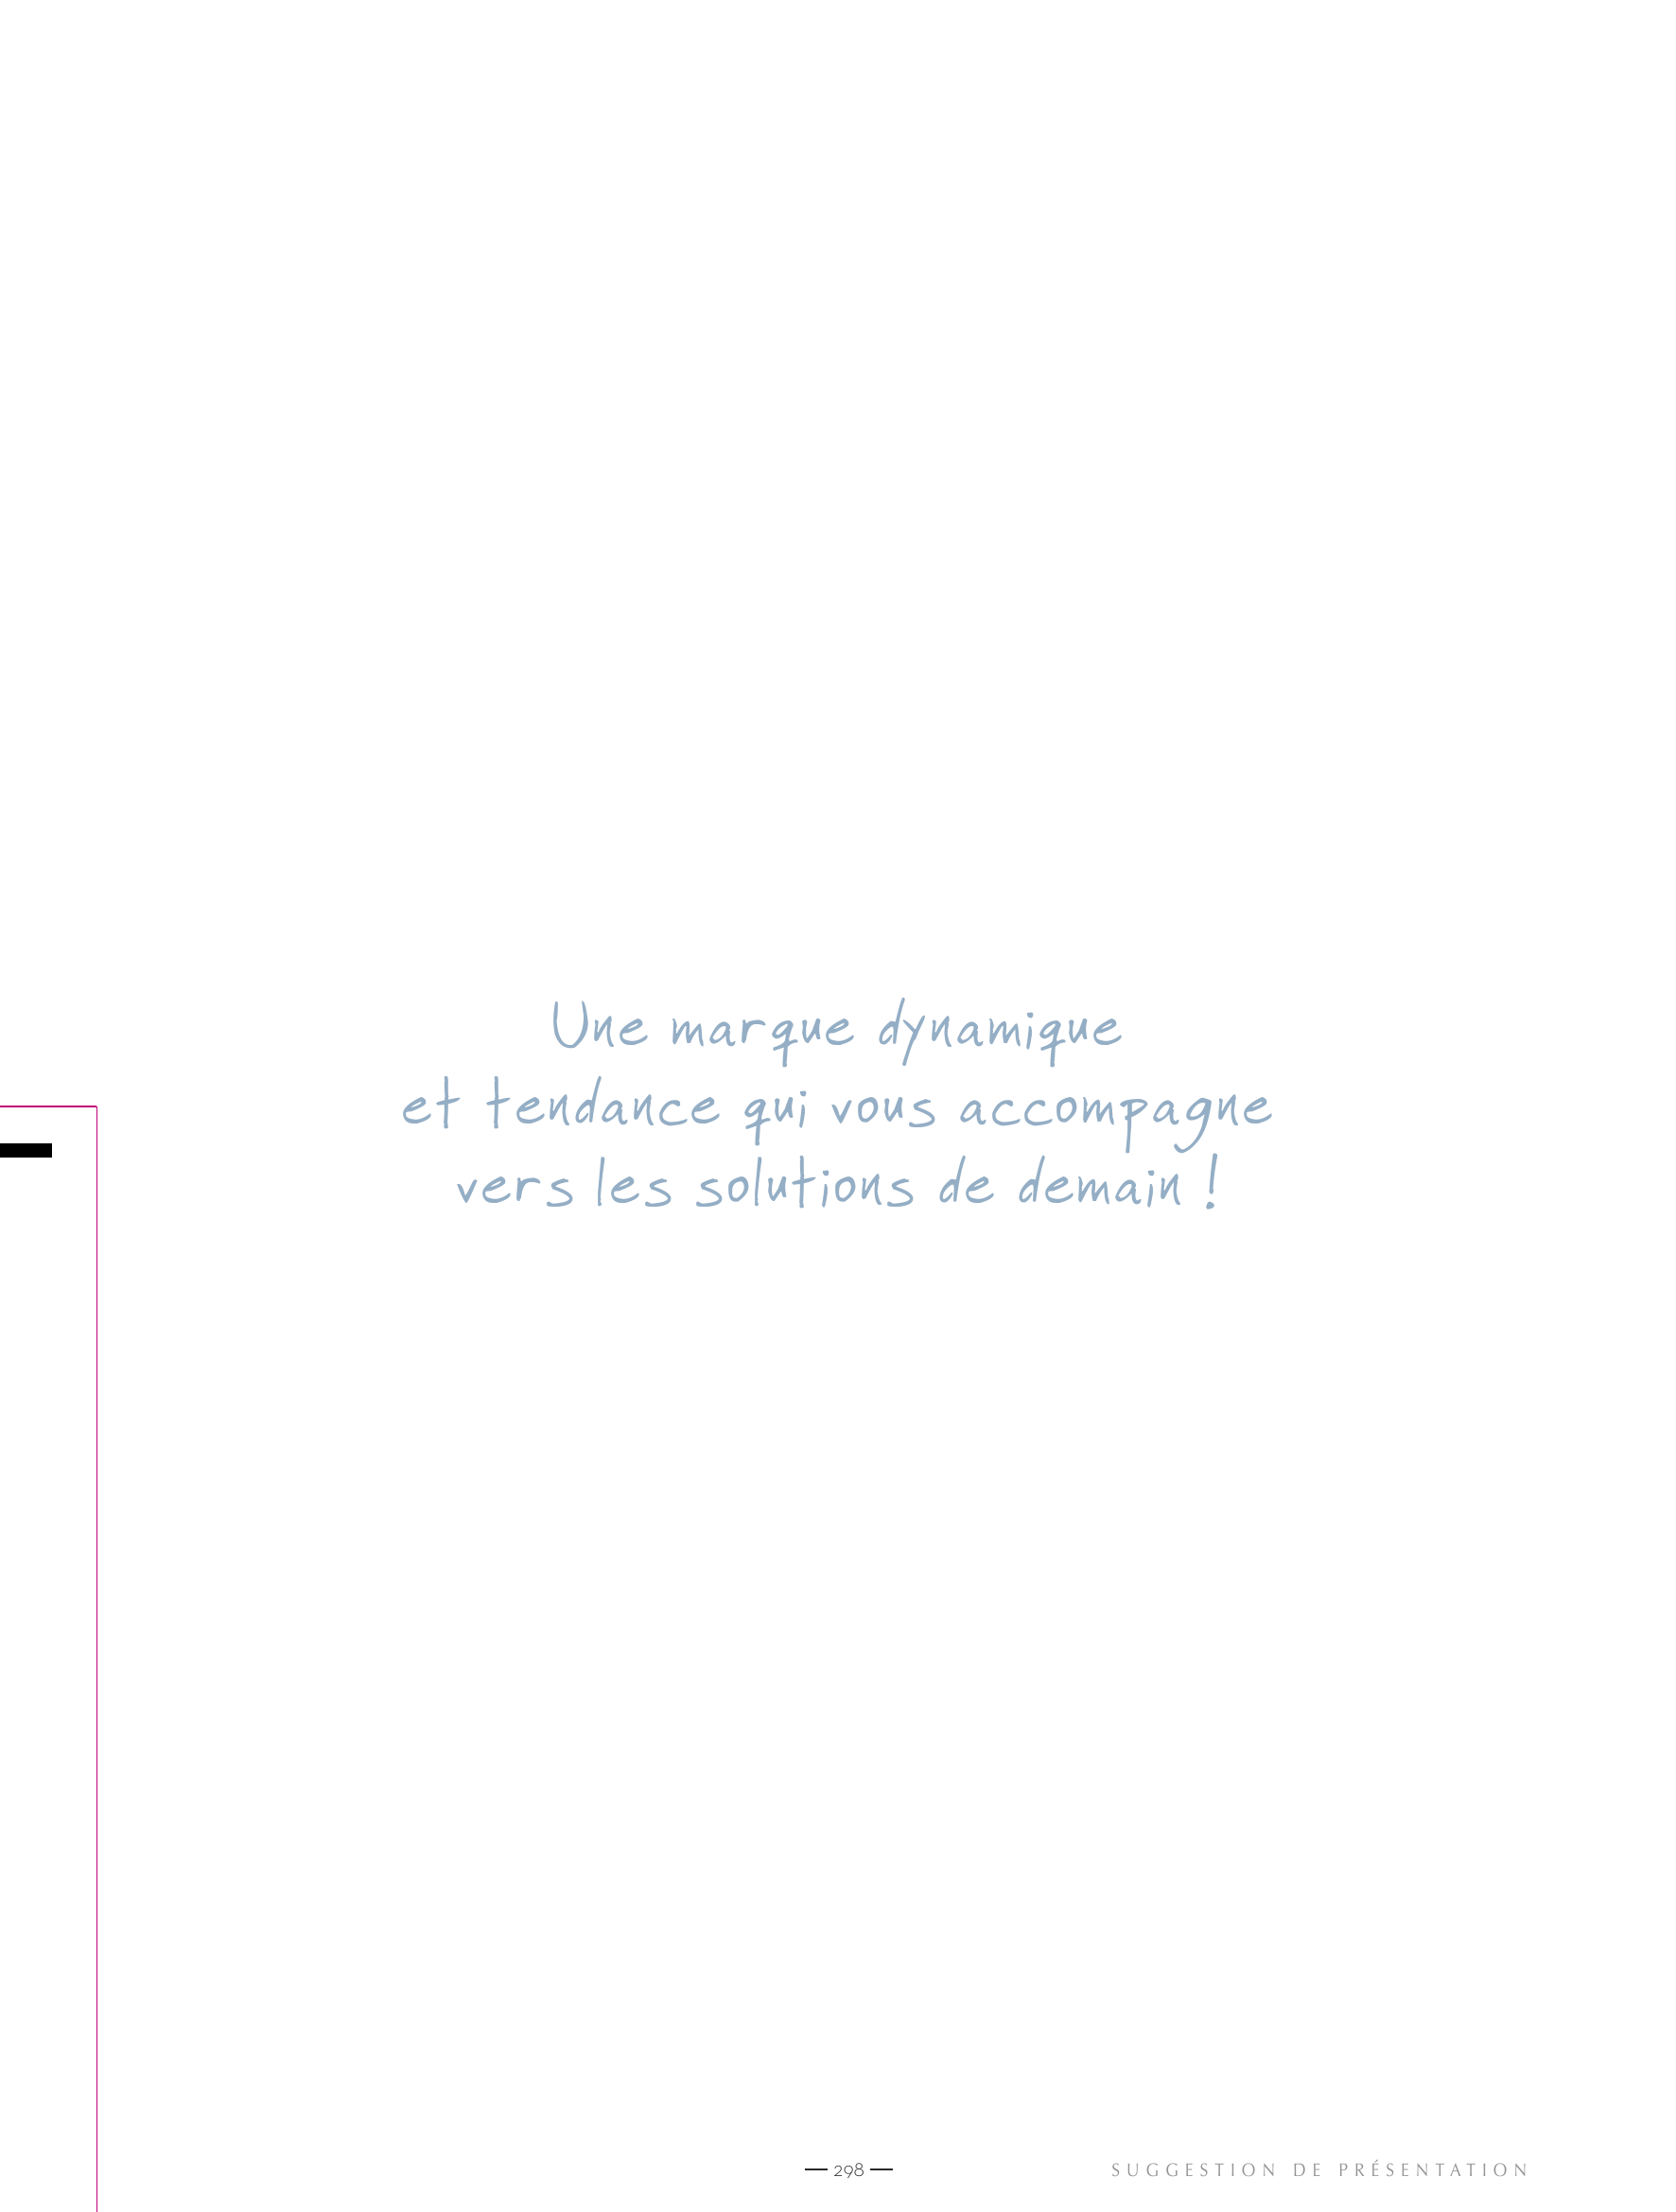 Une marque dynamique
et tendance qui vous accompagne
vers les solutions de demain !
298
SUGGESTION DE PRÉSENTATION